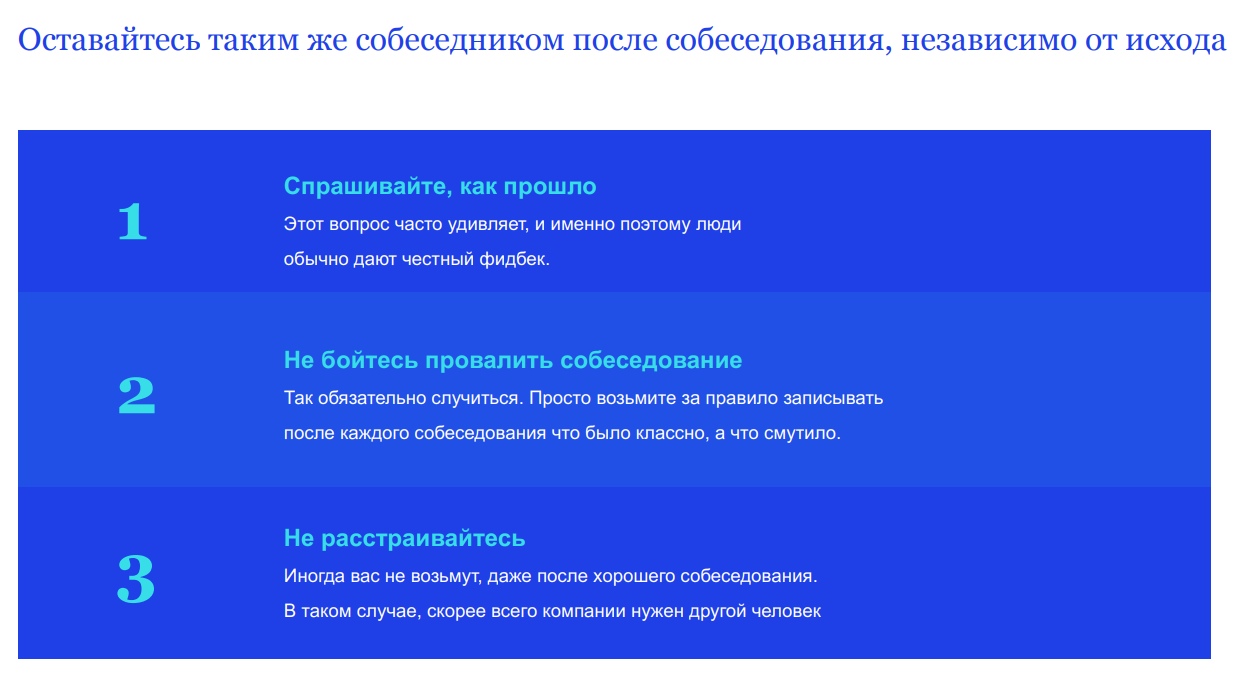 Оставайтесь таким же собеседником после собеседования, независимо от исхода
1
Спрашивайте, как прошло
Этот вопрос часто удивляет, и именно поэтому люди
обычно дают честный фидбек.
2
Не бойтесь провалить собеседование
Так обязательно случиться. Просто возьмите за правило записывать
после каждого собеседования что было классно, а что смутило.
3
Не расстраивайтесь
Иногда вас не возьмут, даже после хорошего собеседования.
В таком случае, скорее всего компании нужен другой человек